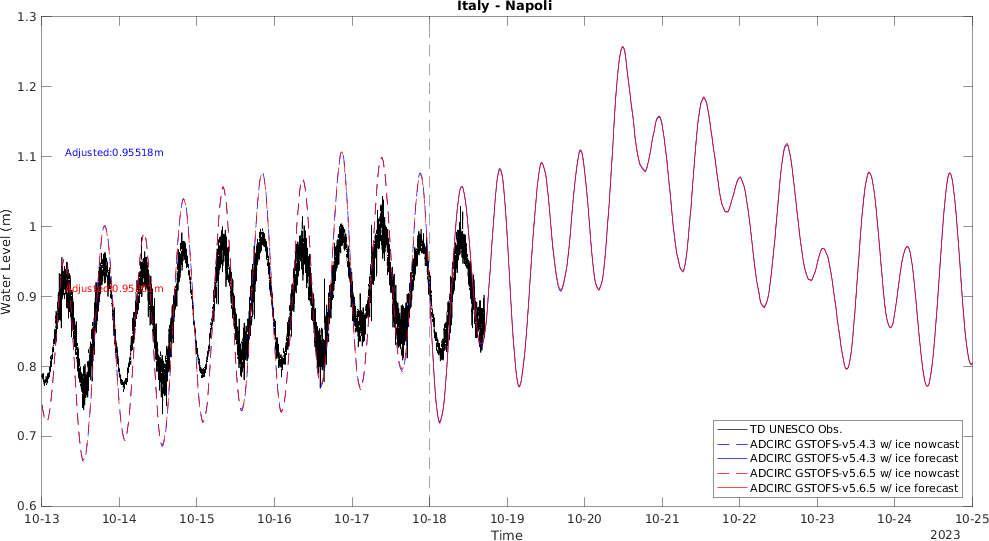 Italy - Napoli
Water Level (m)
1.3
1.2
1.1
1
0.9
0.8
0.7
0.6
Adjusted:0.95518m
10-13
10-14
10-15
10-16
10-17
10-18
10-19
10-20
10-21
10-22
10-23
10-24
10-25
Time
2023
TD UNESCO Obs.
ADCIRC GSTOFS-v5.4.3 w/ ice nowcast
ADCIRC GSTOFS-v5.4.3 w/ ice forecast
ADCIRC GSTOFS-v5.6.5 w/ ice nowcast
ADCIRC GSTOFS-v5.6.5 w/ ice forecast